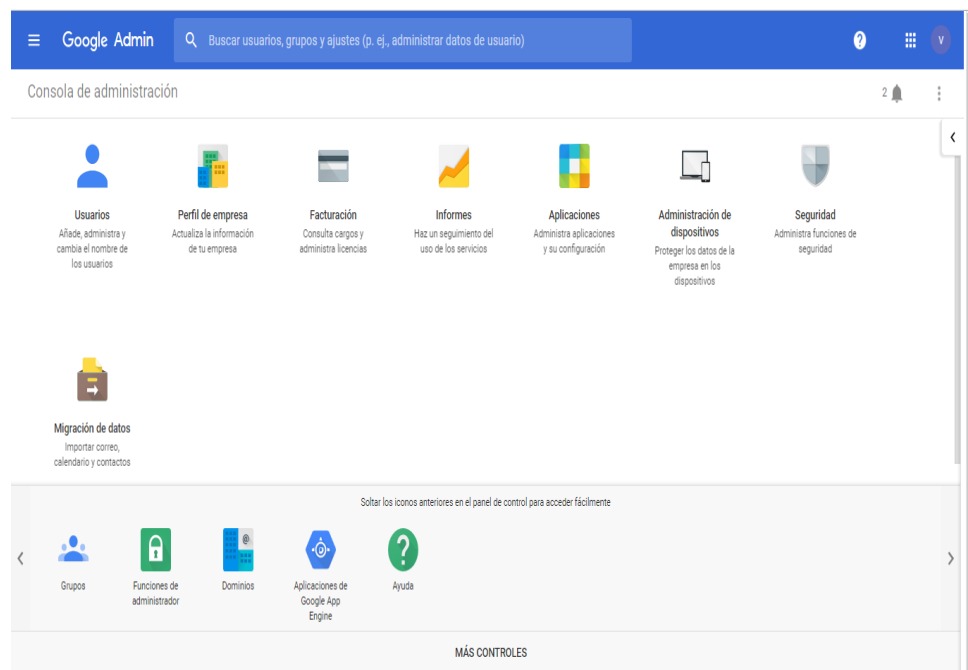 Google Admin
Buscar usuarios, grupos y ajustes (p. ej., administrar datos de usuario)
V
Consola de administración
2
Usuarios
Añade, administra y
cambia el nombre de
los usuarios
Perfil de empresa
Actualiza la información
de tu empresa
Facturación
Consulta cargos y
administra licencias
Informes
Haz un seguimiento del
uso de los servicios
Aplicaciones
Administra aplicaciones
y su configuración
Administración de
dispositivos
Proteger los datos de la
empresa en los
dispositivos
Seguridad
Administra funciones de
seguridad
Migración de datos
Importar correo,
calendario y contactos
Soltar los iconos anteriores en el panel de control para acceder fácilmente
Grupos
Funciones de
administrador
Dominios
Aplicaciones de
Google App
Engine
Ayuda
MÁS CONTROLES